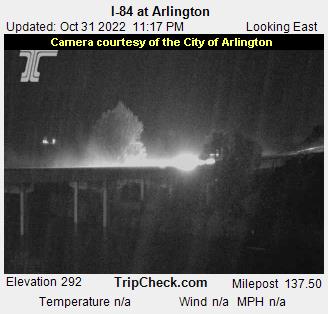 I-84 at Arlington
Updated: Oct 31 2022 11:17 PM Looking East
Camera courtesy of the City of Arlington
Elevation 292 TripCheck.com Milepost 137.50
Temperature n/a Wind n/a MPH n/a